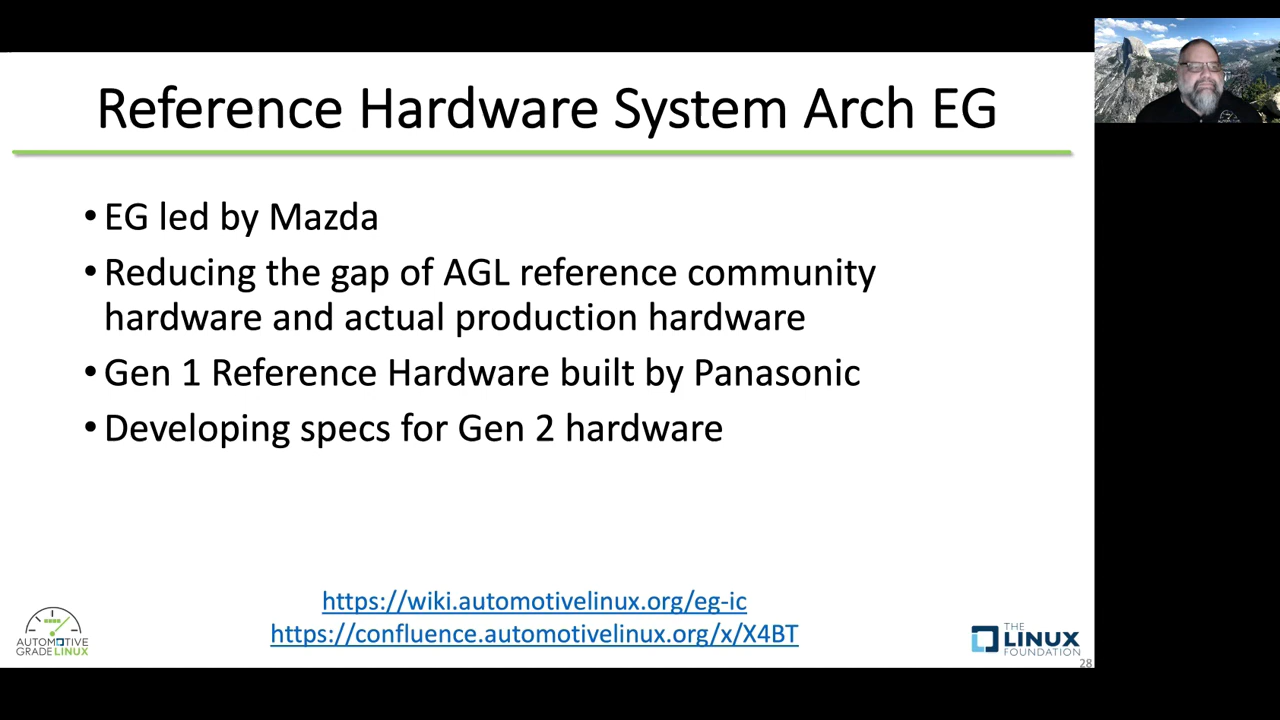 Reference Hardware System Arch EG
• EG led by Mazda
• Reducing the gap of AGL reference community
hardware and actual production hardware
• Gen 1 Reference Hardware built by Panasonic
• Developing specs for Gen 2 hardware
https://wiki.automotivelinux.org/eg-ic
https://confluence.automotivelinux.org/x/X4BT
AUTOMOTIVE
GRADELINUX
THE
LINUX
FOUNDATION
28